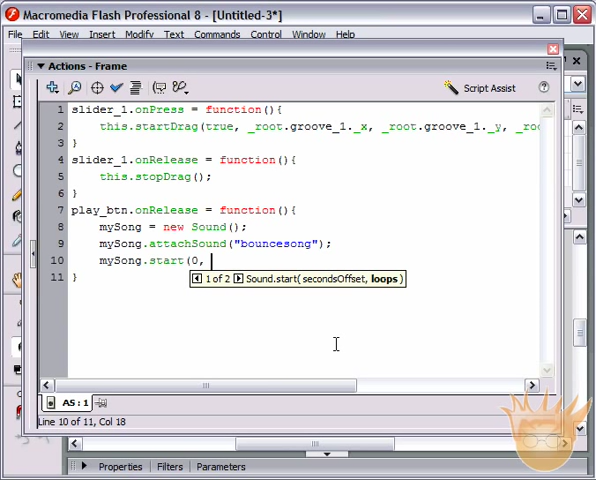 Macromedia Flash Professional 8 - [Untitled-3*]
File Edit View Insert Modify Text Commands Control Window Help
Actions - Frame
Script Assist
1 slider_1.onPress = function(){
2 this.startDrag(true, _root.groove_1._x, _root.groove_1._y, _ro
3 }
4 slider_1.onRelease = function(){
5 this.stopDrag();
6 }
7 play_btn.onRelease = function(){
8 mySong = new Sound();
9 mySong.attachSound("bouncesong");
10 mySong.start(0,
1 of 2 Sound.start( secondsOffset, loops )
11 }
AS : 1
Line 10 of 11, Col 18
Properties Filters Parameters